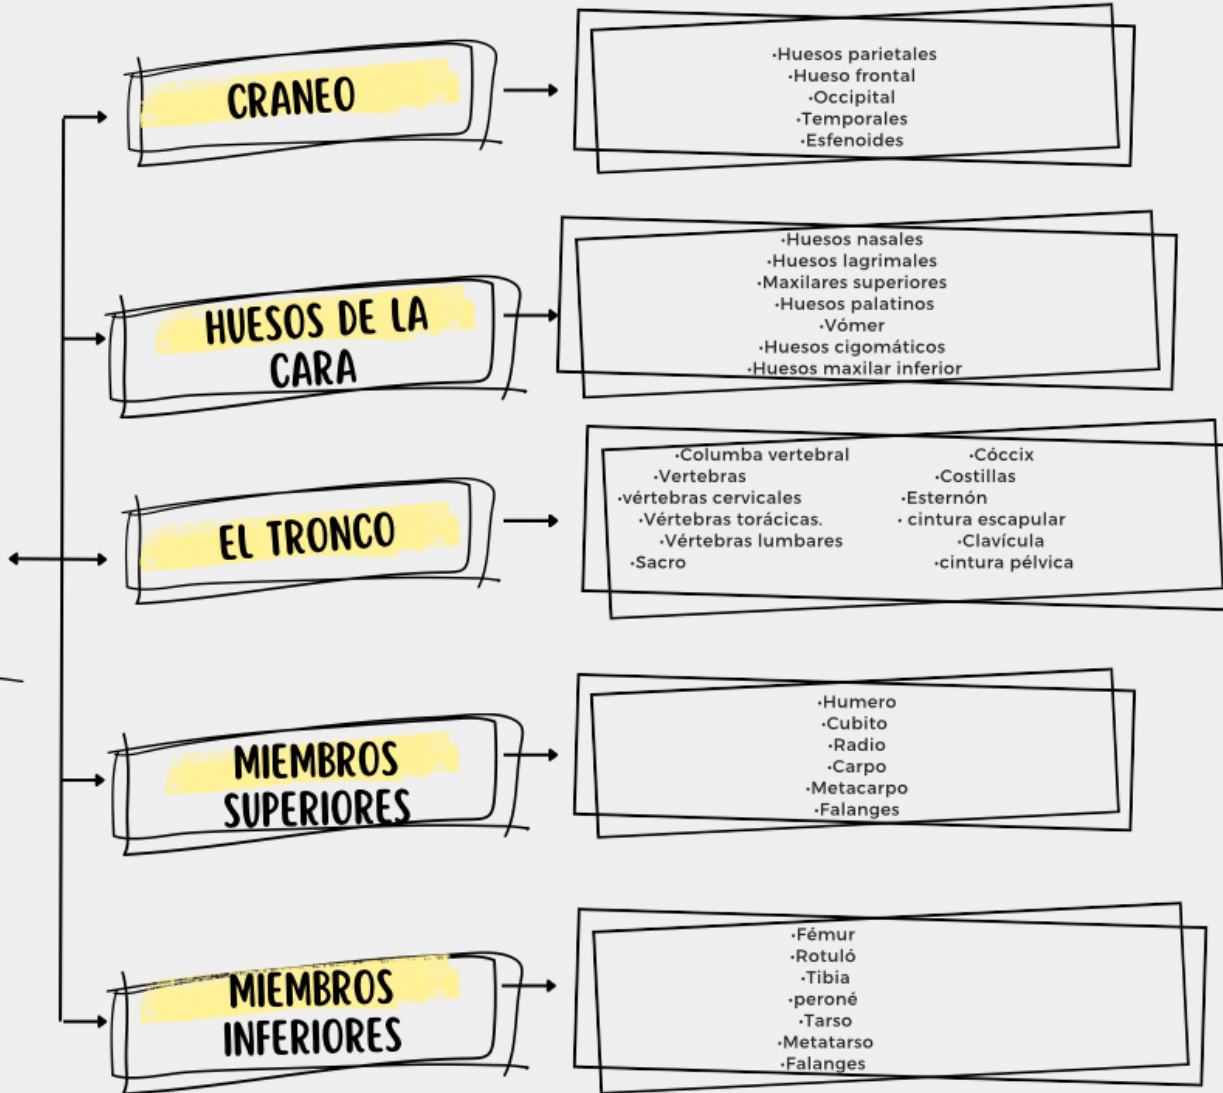 CRANEO
·Huesos parietales
·Hueso frontal
·Occipital
·Temporales
·Esfenoides
HUESOS DE LA
CARA
·Huesos nasales
·Huesos lagrimales
·Maxilares superiores
·Huesos palatinos
·Vómer
·Huesos cigomáticos
·Huesos maxilar inferior
EL TRONCO
·Columba vertebral
·Vertebras
·vértebras cervicales
·Vértebras torácicas.
·Vértebras lumbares
·Sacro
·Cóccix
·Costillas
·Esternón
· cintura escapular
·Clavícula
·cintura pélvica
MIEMBROS
SUPERIORES
·Humero
·Cubito
·Radio
·Carpo
·Metacarpo
·Falanges
MIEMBROS
INFERIORES
·Fémur
·Rotuló
·Tibia
·peroné
·Tarso
·Metatarso
·Falanges